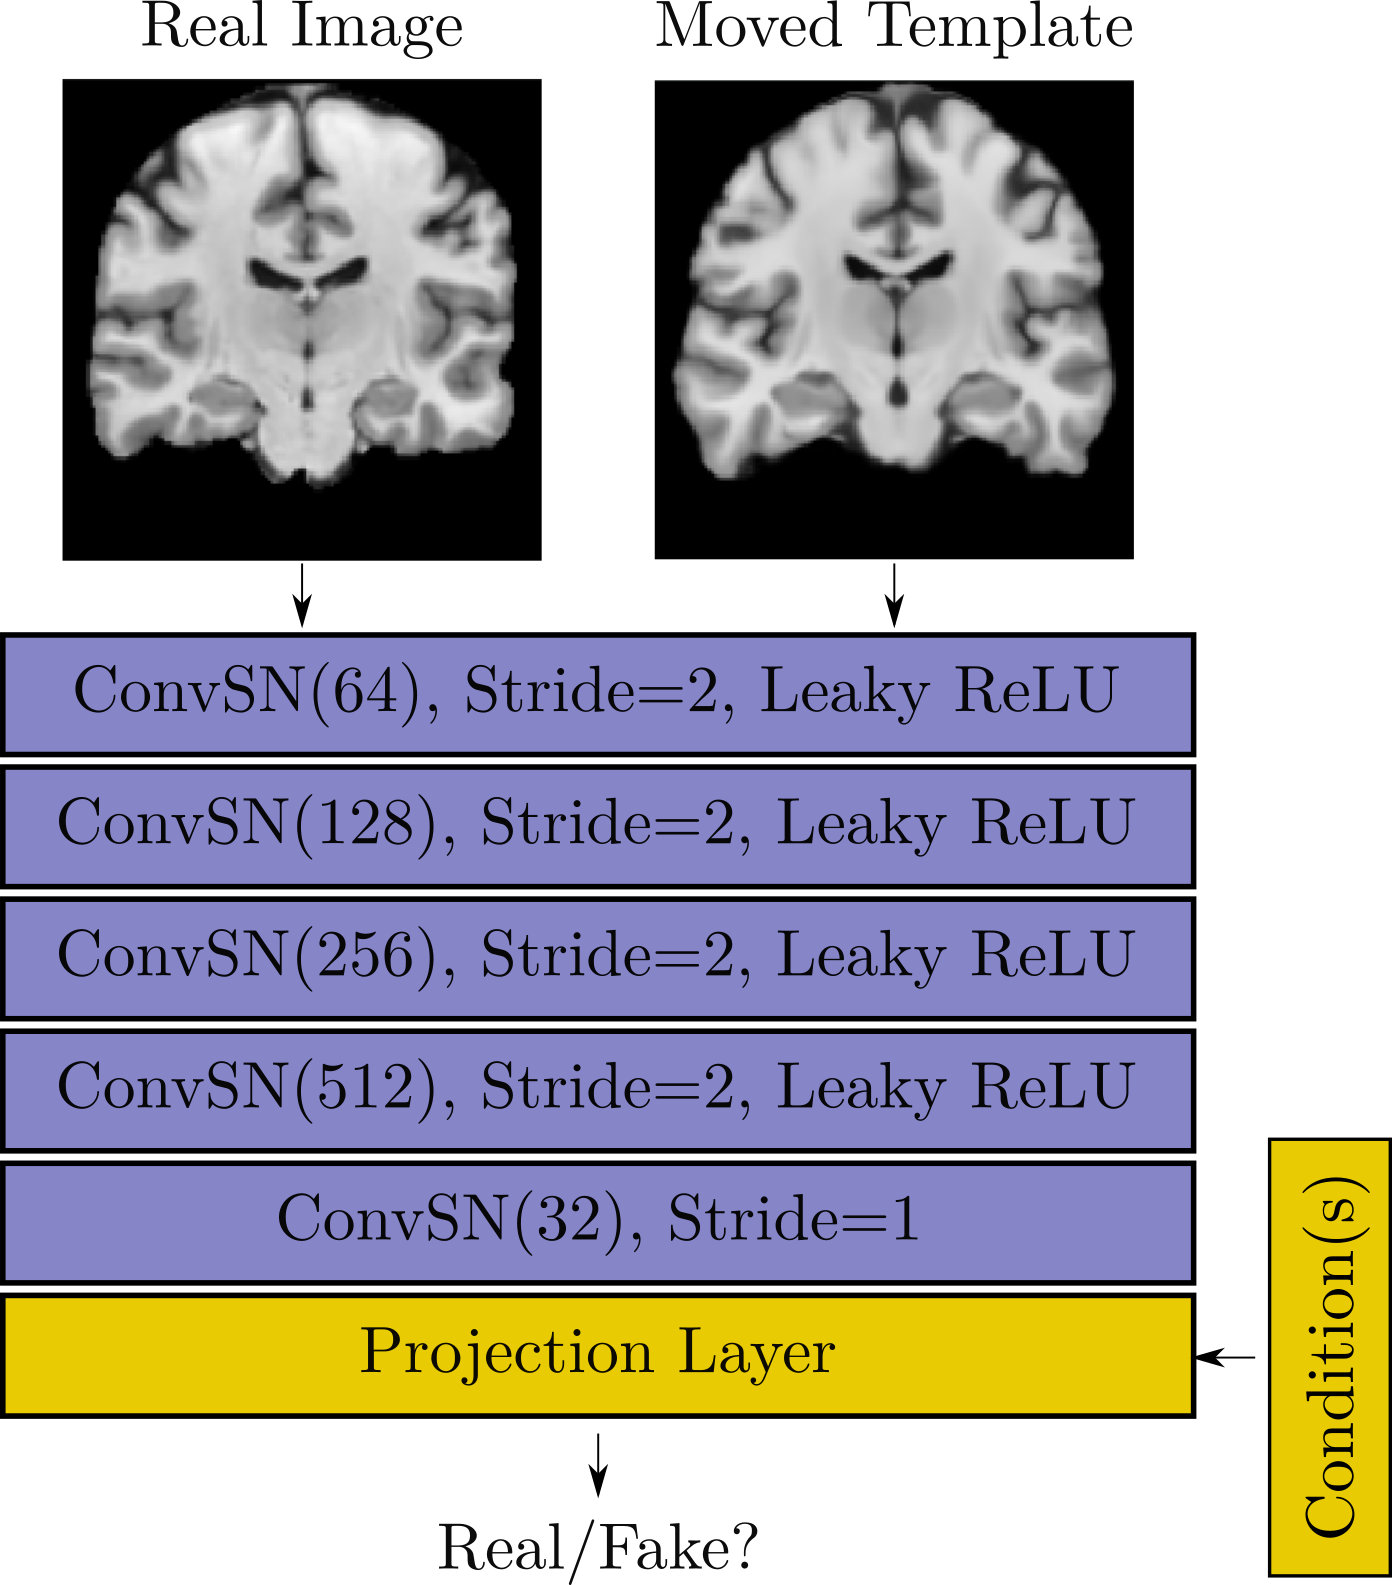 Real Image
Moved Template
ConvSN(64), Stride=2, Leaky ReLU
ConvSN(128), Stride=2, Leaky ReLU
ConvSN(256), Stride=2, Leaky ReLU
ConvSN(512), Stride=2, Leaky ReLU
ConvSN(32), Stride=1
Projection Layer
Condition(s)
Real/Fake?